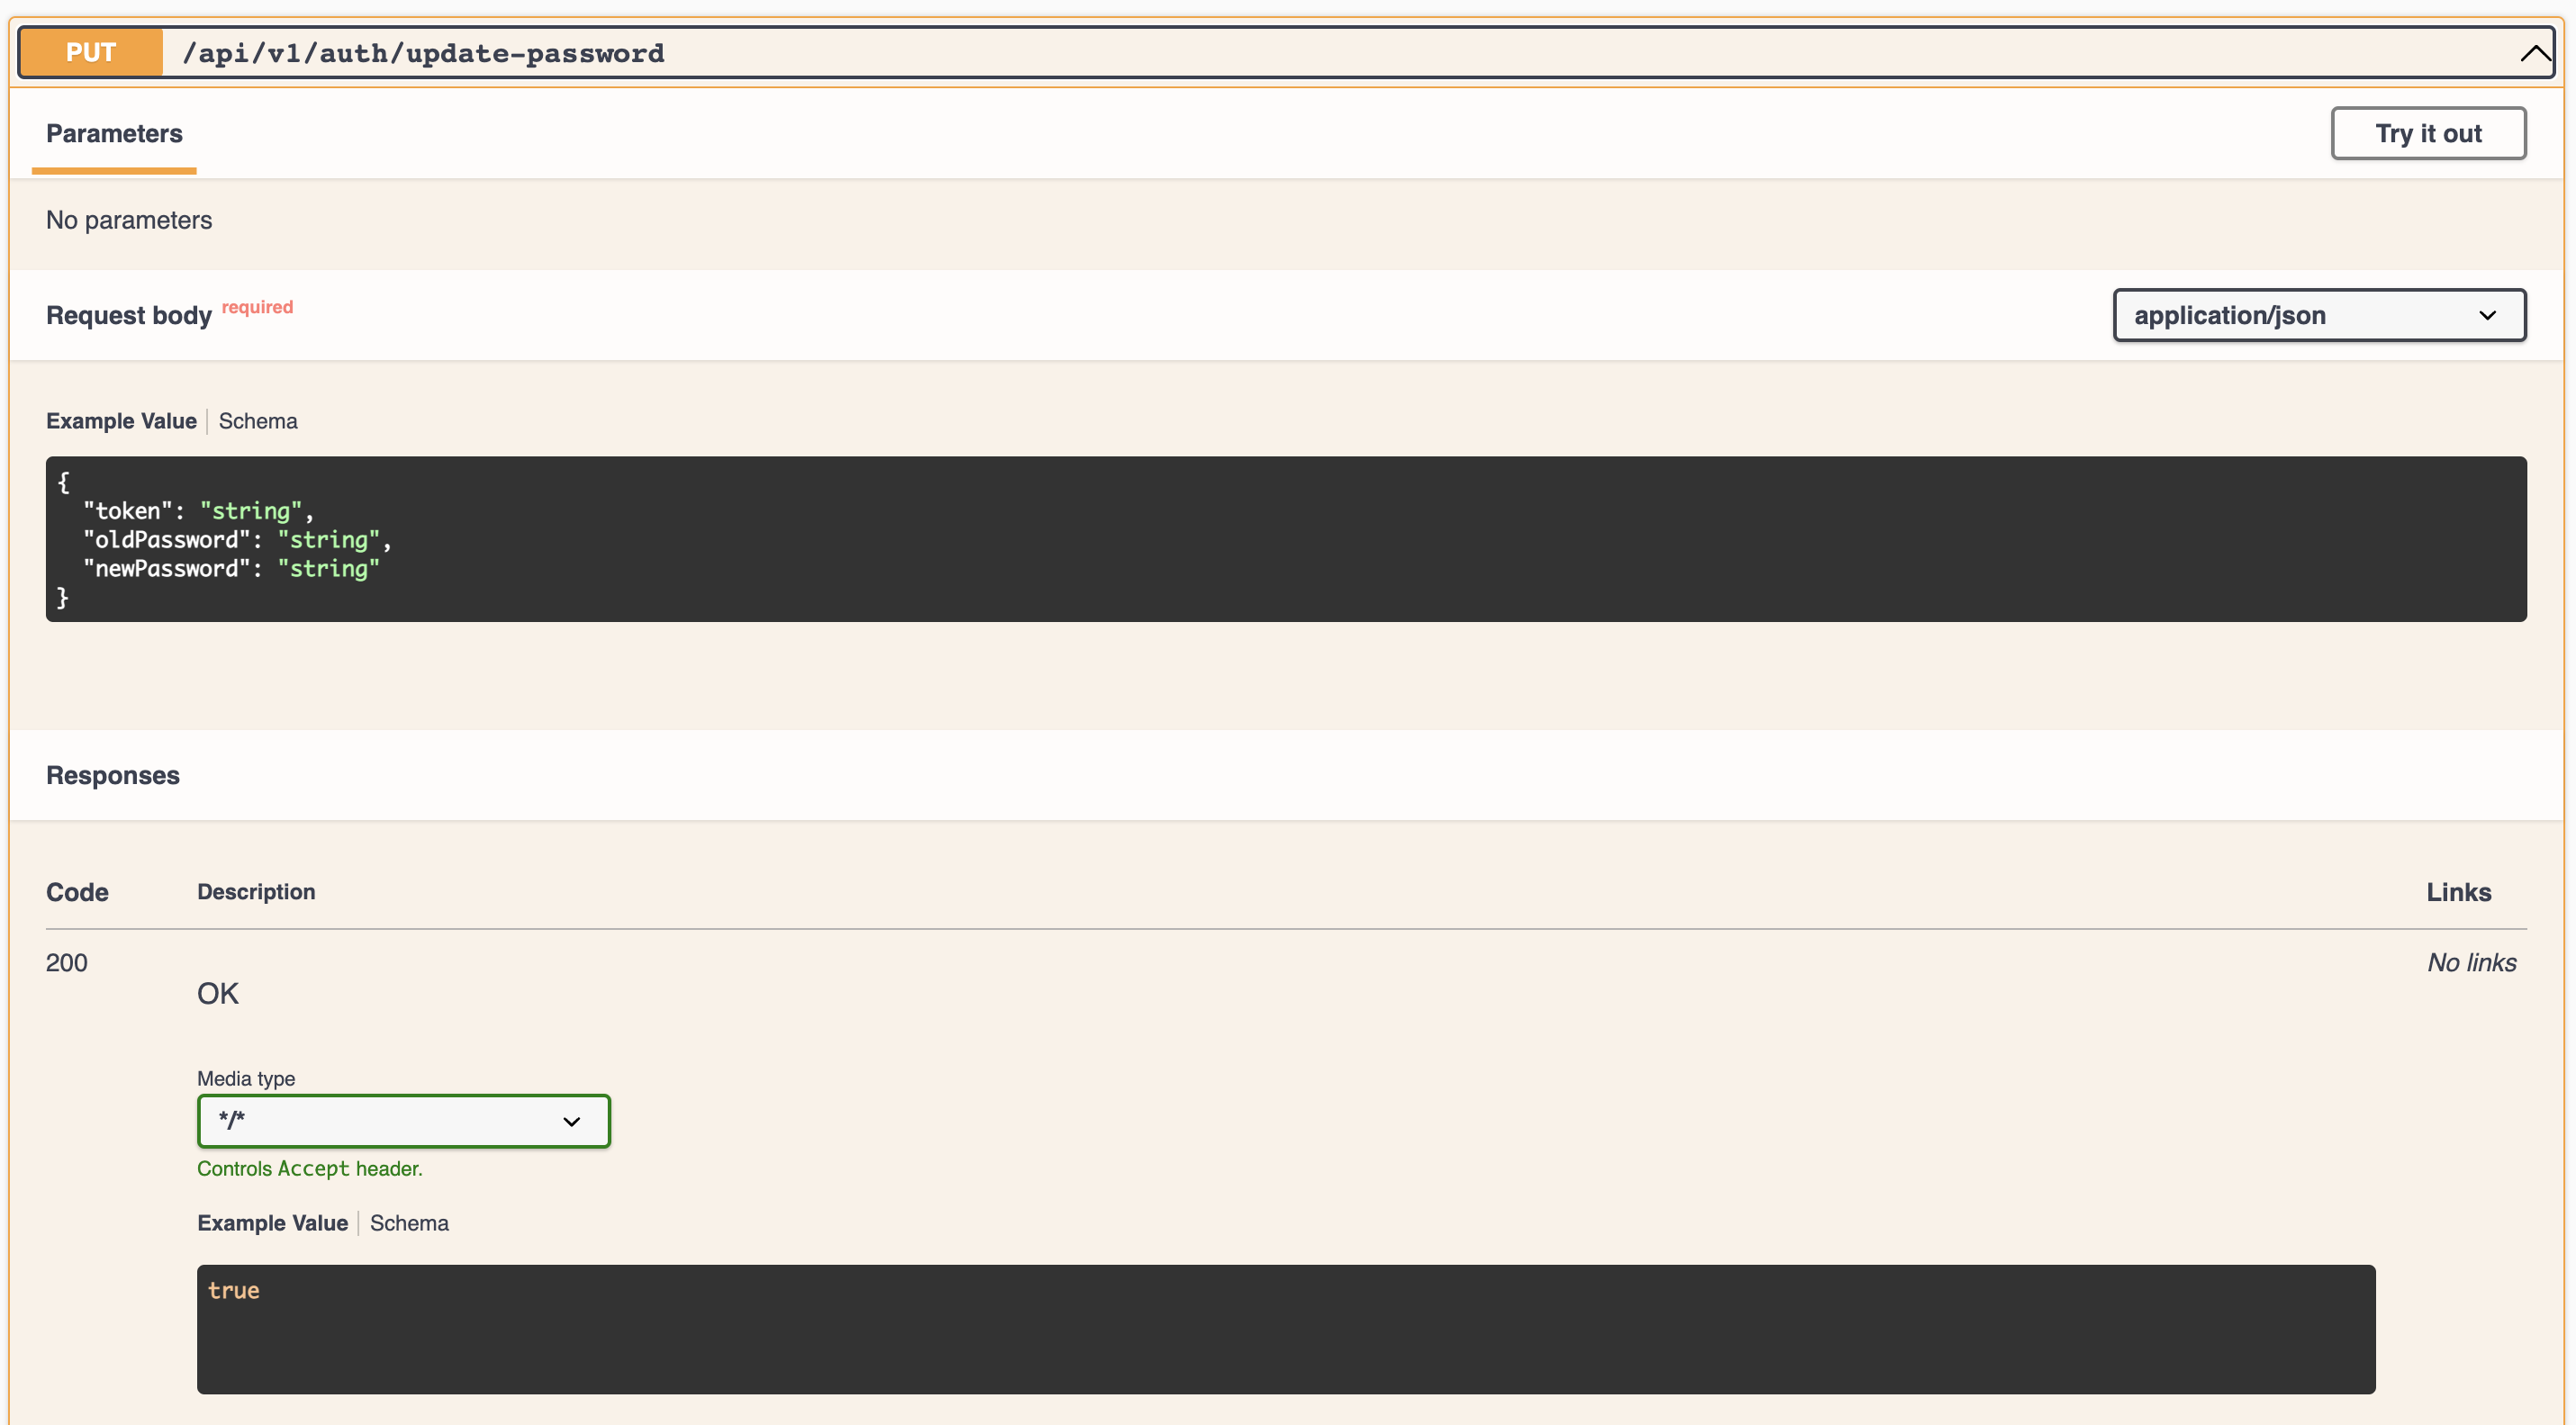 PUT /api/v1/auth/update-password
Parameters
Try it out
No parameters
Request body required
application/json
Example Value Schema
{
  "token": "string",
  "oldPassword": "string",
  "newPassword": "string"
}
Responses
Code Description Links
200 No links
OK
Media type
*/*
Controls Accept header.
Example Value Schema
true